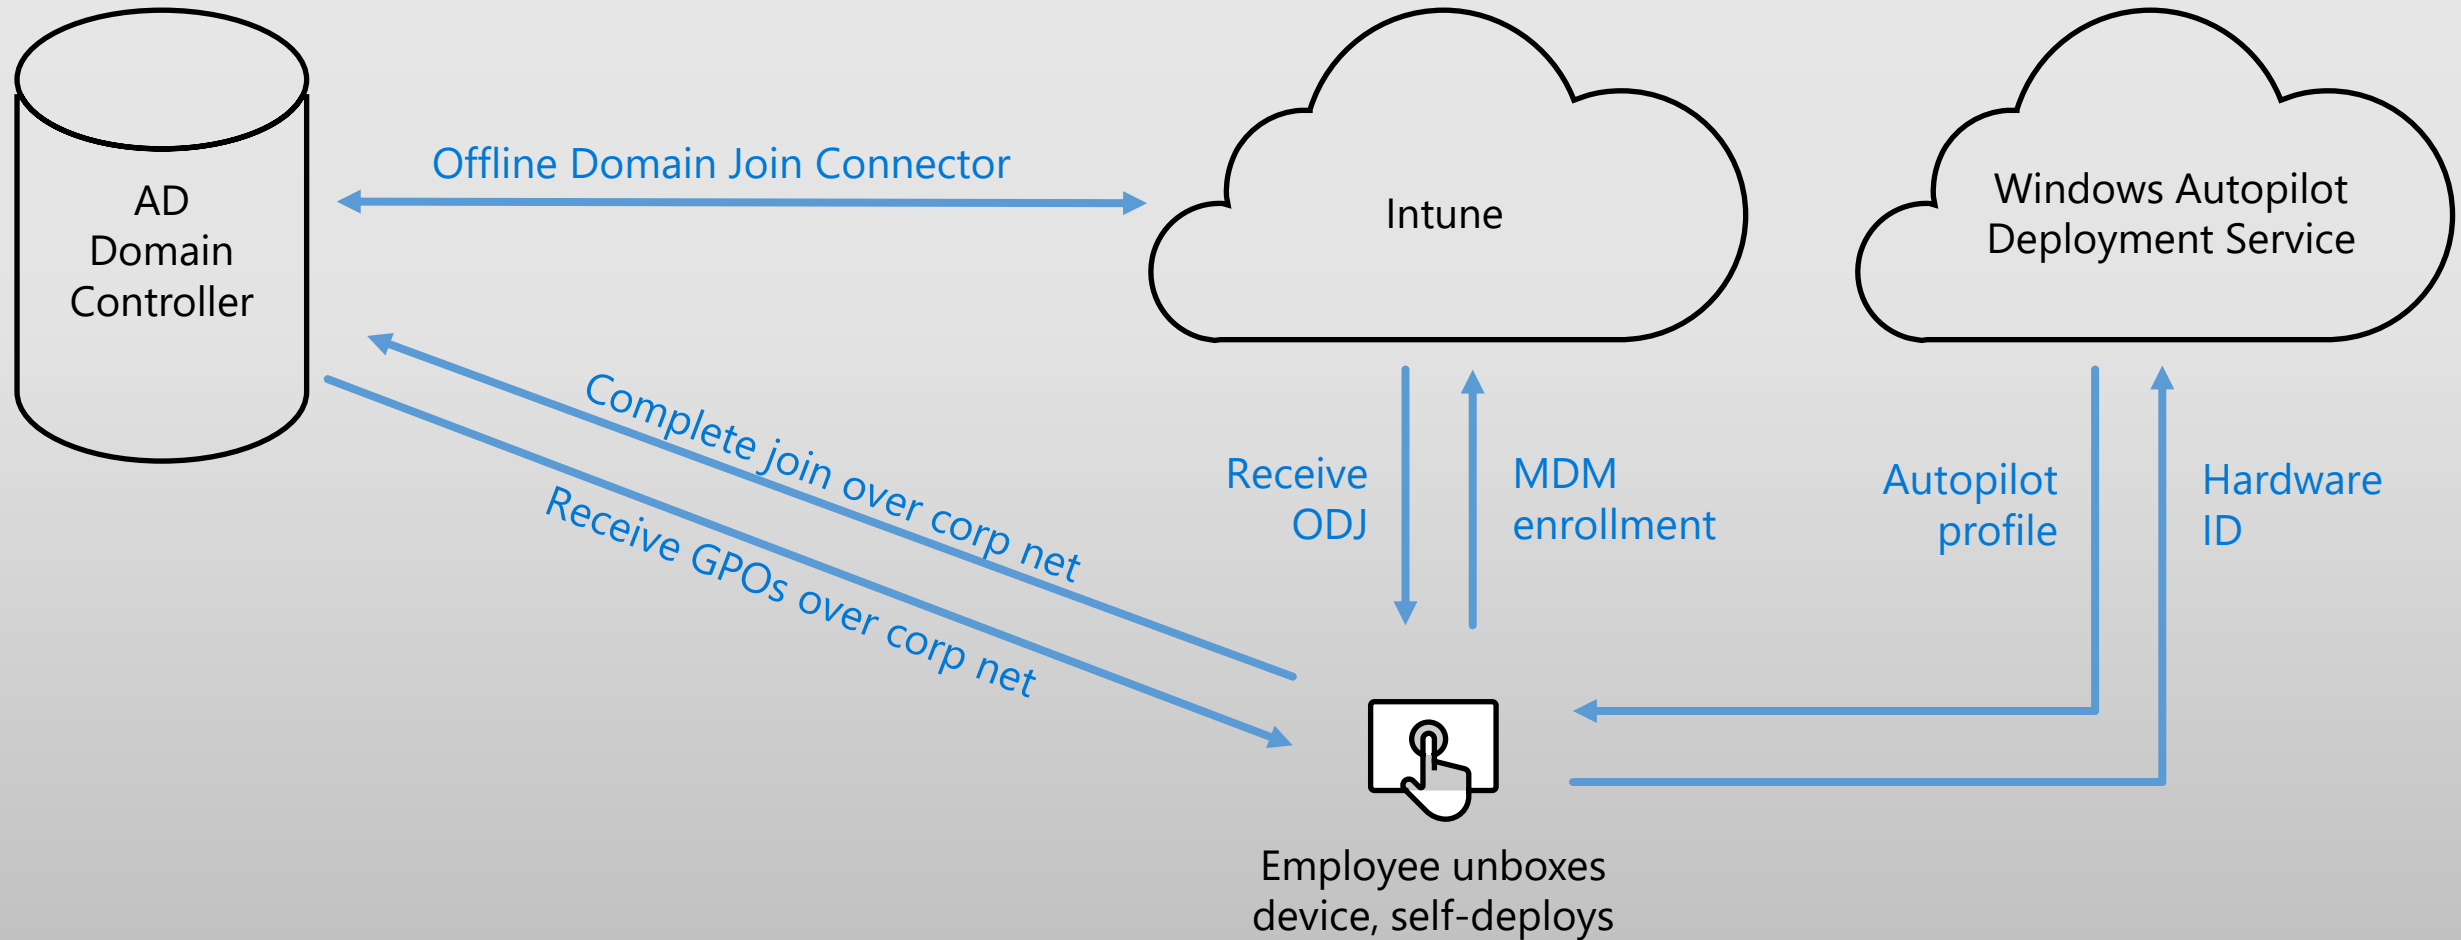 AD
Domain
Controller
Offline Domain Join Connector
Intune
Windows Autopilot
Deployment Service
Complete join over corp net
Receive GPOs over corp net
Receive
ODJ
MDM
enrollment
Autopilot
profile
Hardware
ID
Employee unboxes
device, self-deploys